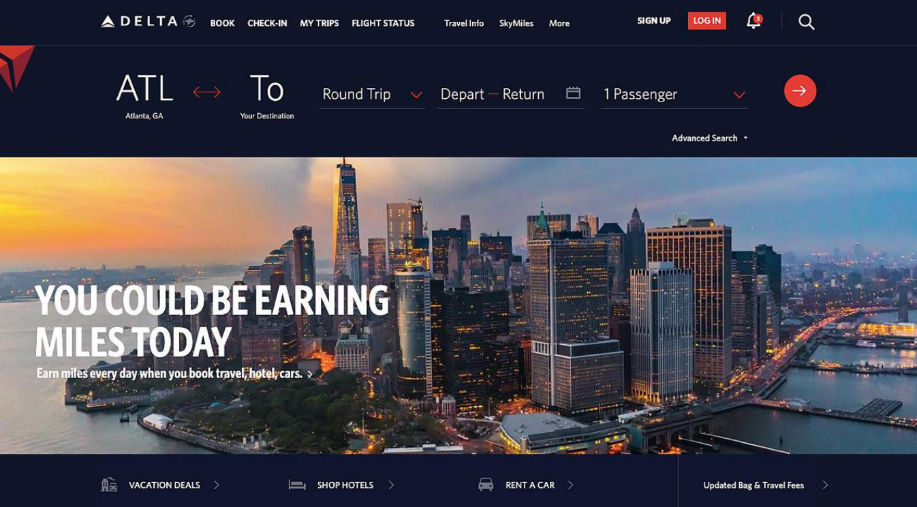 DELTA
BOOK CHECK-IN MY TRIPS FLIGHT STATUS Travel Info SkyMiles More SIGN UP LOG IN 3
ATL To Round Trip Depart — Return 1 Passenger
Atlanta, GA Your Destination
Advanced Search
YOU COULD BE EARNING
MILES TODAY
Earn miles every day when you book travel, hotel, cars.
VACATION DEALS SHOP HOTELS RENT A CAR Updated Bag & Travel Fees